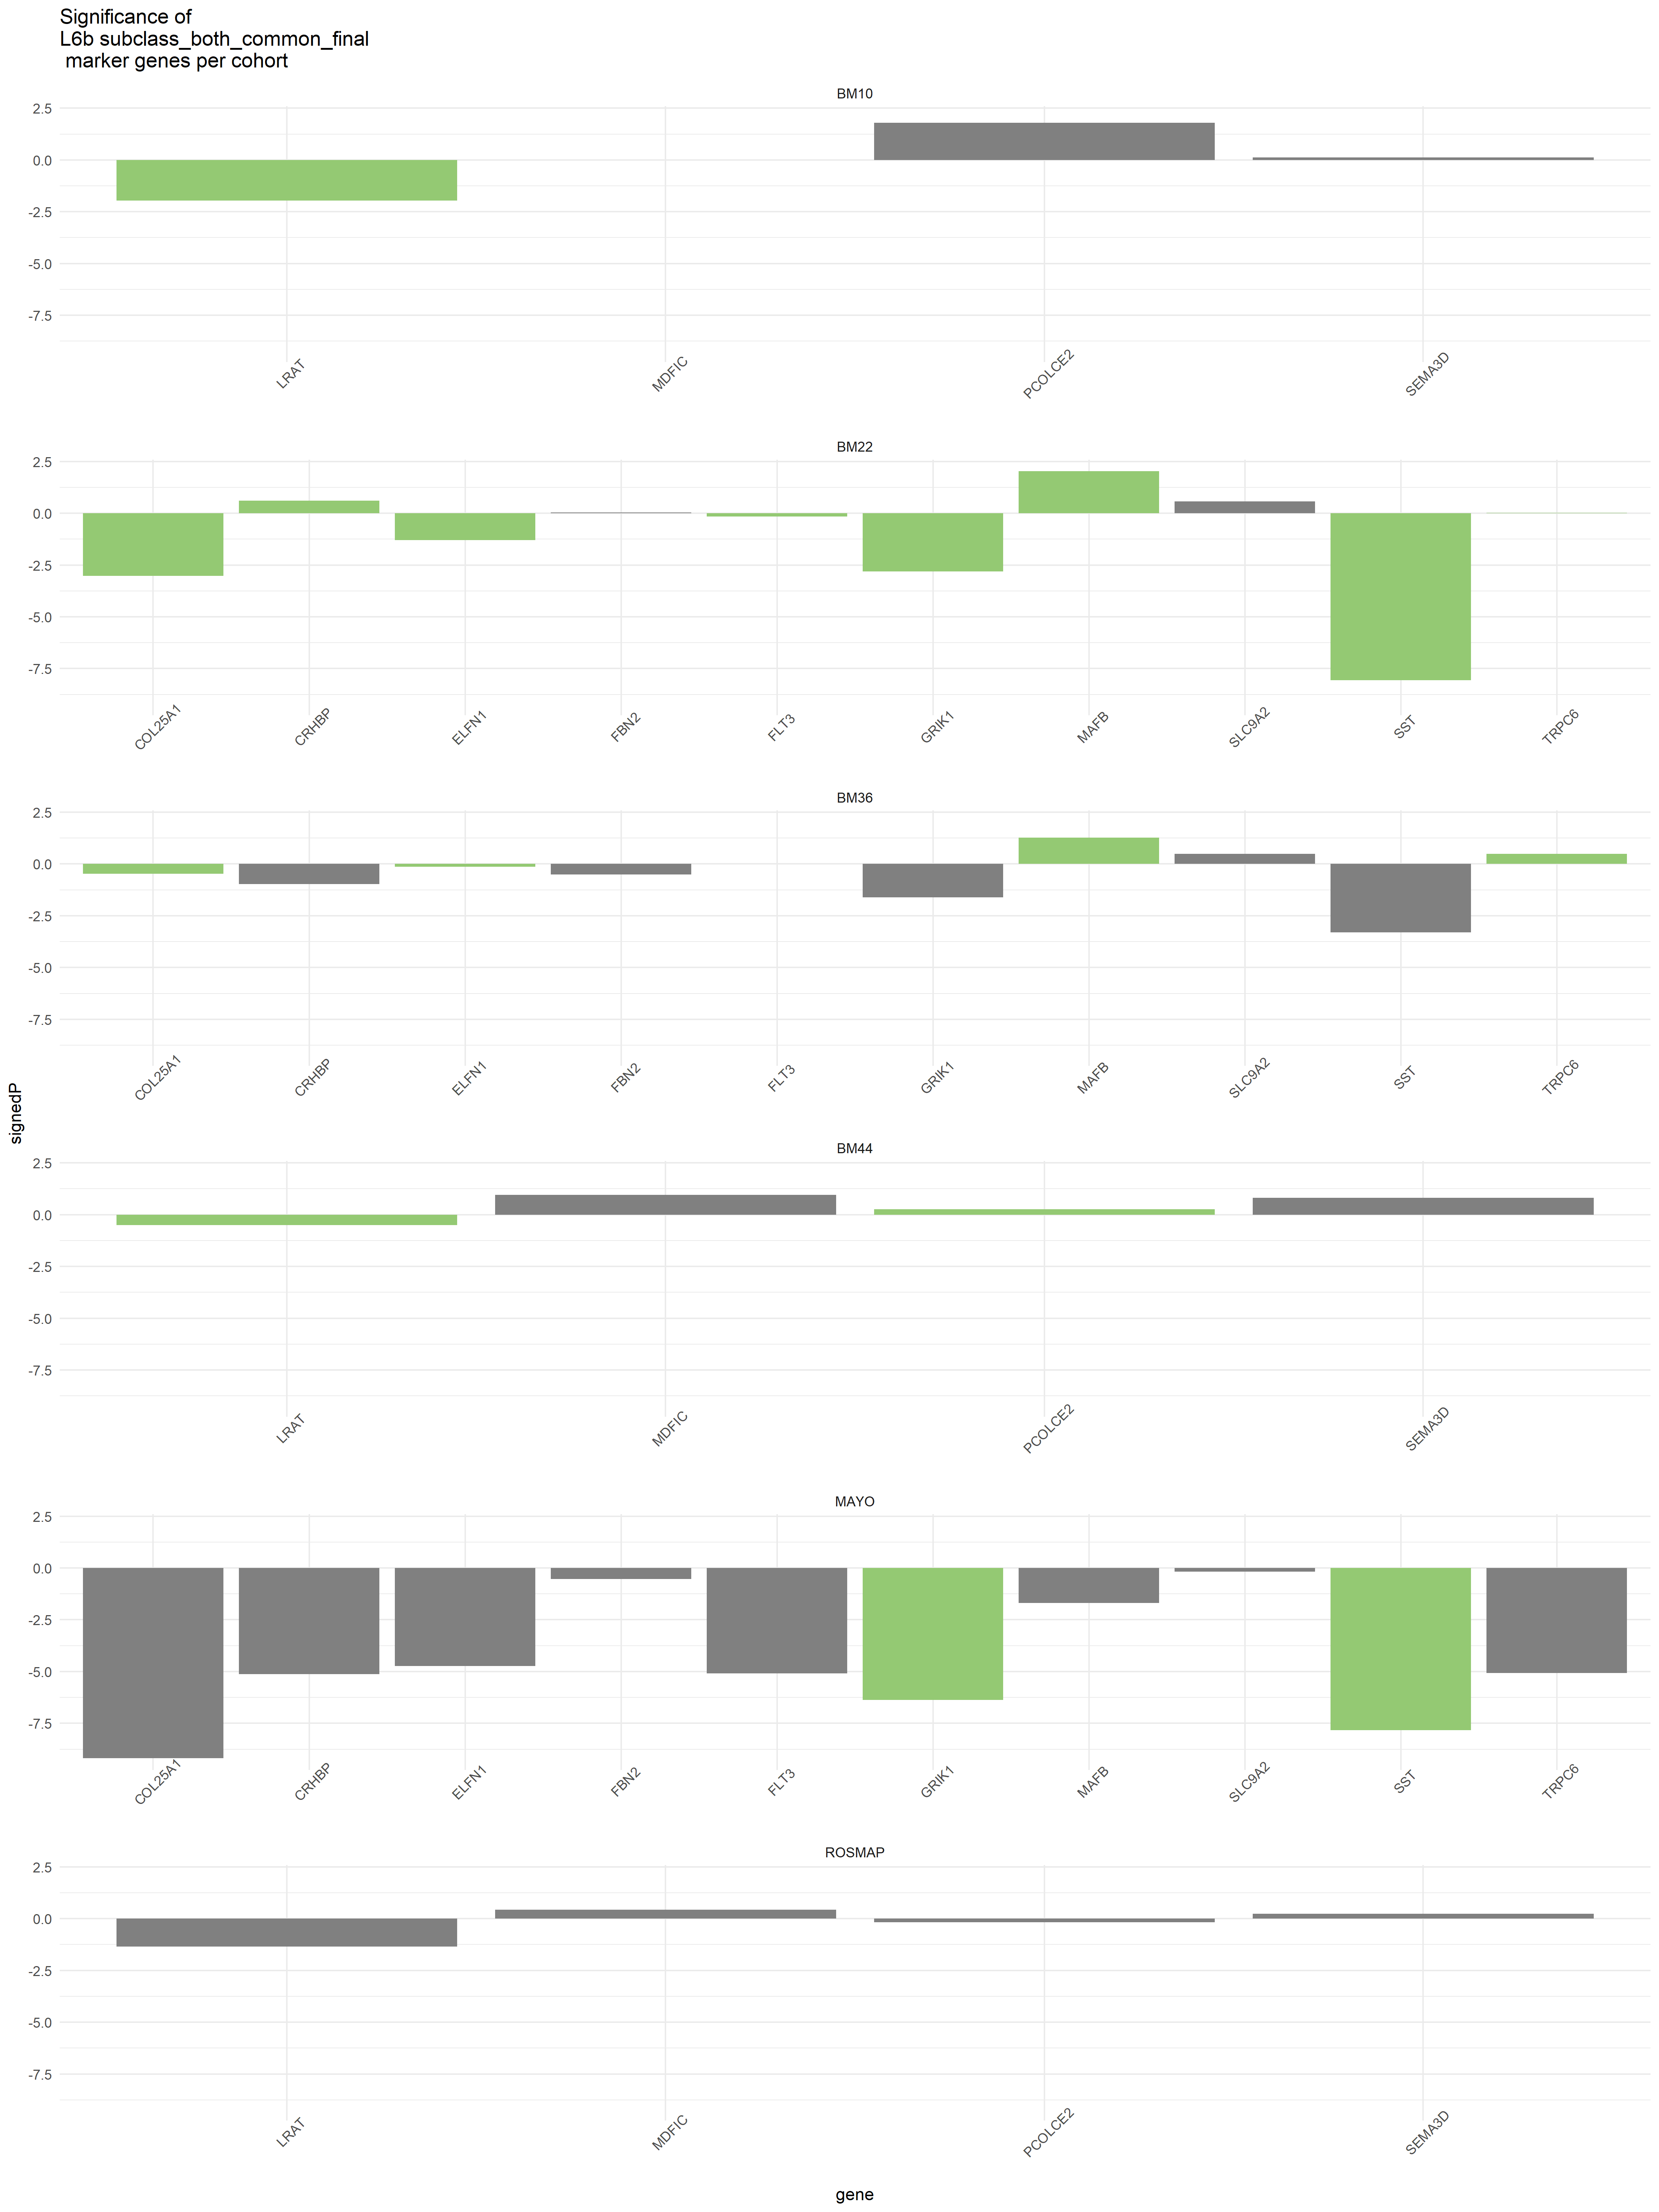 Significance of
L6b subclass_both_common_final
marker genes per cohort
signedP
BM10
2.5
0.0
-2.5
-5.0
-7.5
LRAT MDFIC PCOLCE2 SEMA3D
BM22
2.5
0.0
-2.5
-5.0
-7.5
COL25A1 CRHBP ELFN1 FBN2 FLT3 GRIK1 MAFB SLC9A2 SST TRPC6
BM36
2.5
0.0
-2.5
-5.0
-7.5
COL25A1 CRHBP ELFN1 FBN2 FLT3 GRIK1 MAFB SLC9A2 SST TRPC6
BM44
2.5
0.0
-2.5
-5.0
-7.5
LRAT MDFIC PCOLCE2 SEMA3D
MAYO
2.5
0.0
-2.5
-5.0
-7.5
COL25A1 CRHBP ELFN1 FBN2 FLT3 GRIK1 MAFB SLC9A2 SST TRPC6
ROSMAP
2.5
0.0
-2.5
-5.0
-7.5
LRAT MDFIC PCOLCE2 SEMA3D
gene